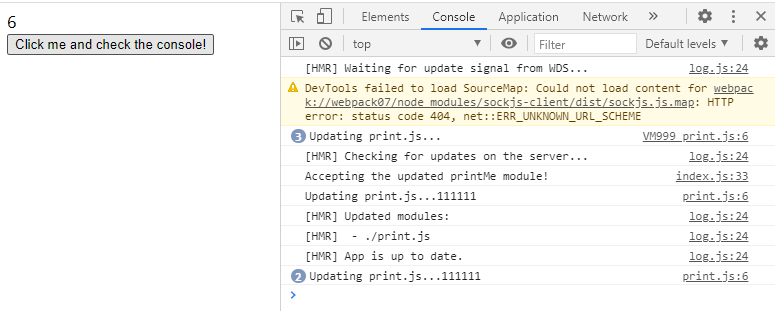 6
Click me and check the console!
Elements Console Application Network »
top Filter Default levels
[HMR] Waiting for update signal from WDS... log.js:24
DevTools failed to load SourceMap: Could not load content for webpac
k://webpack07/node_modules/sockjs-client/dist/sockjs.js.map: HTTP
error: status code 404, net::ERR_UNKNOWN_URL_SCHEME
3 Updating print.js... VM999 print.js:6
[HMR] Checking for updates on the server... log.js:24
Accepting the updated printMe module! index.js:33
Updating print.js...111111 print.js:6
[HMR] Updated modules: log.js:24
[HMR]  - ./print.js log.js:24
[HMR] App is up to date. log.js:24
2 Updating print.js...111111 print.js:6